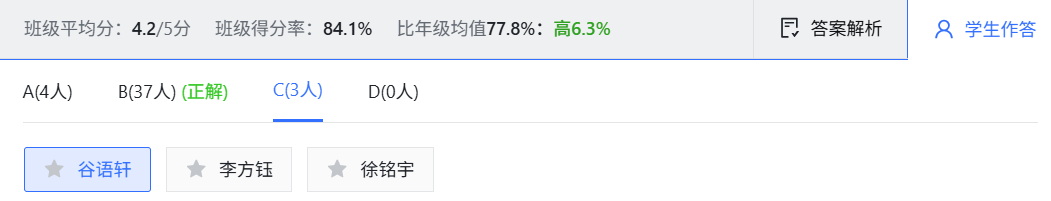 班级平均分：4.2/5分 班级得分率：84.1% 比年级均值77.8%：高6.3% 答案解析 学生作答
A(4人) B(37人) (正解) C(3人) D(0人)
谷语轩 李方钰 徐铭宇